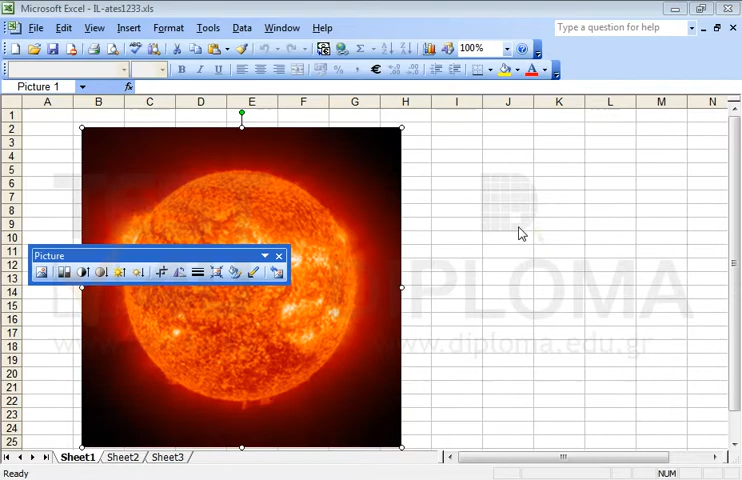 Microsoft Excel - IL-ates1233.xls
File Edit View Insert Format Tools Data Window Help Type a question for help
100%
B I U € % ,
Picture 1 fx
A B C D E F G H I J K L M N
1
2
3
4
5
6
7
8
9
10
11
12
13
14
15
16
17
18
19
20
21
22
23
24
25
Picture
DIPLOMA
www.diploma.edu.gr
Sheet1 Sheet2 Sheet3
Ready NUM